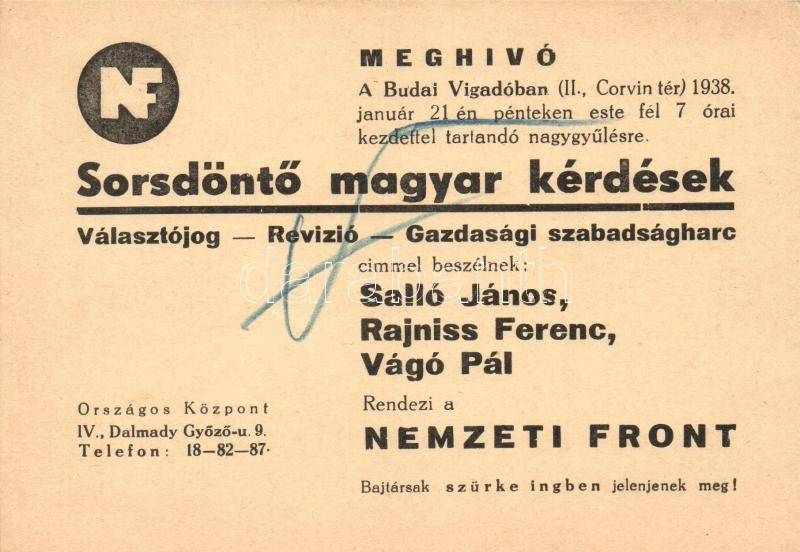 NF
MEGHIVÓ
A Budai Vigadóban (II., Corvin tér) 1938.
január 21 én pénteken este fél 7 órai
kezdettel tartandó nagygyűlésre.
Sorsdöntő magyar kérdések
Választójog — Revizió — Gazdasági szabadságharc
cimmel beszélnek:
darabanth
Salló János,
Rajniss Ferenc,
Vágó Pál
Országos Központ
IV., Dalmady Győző-u. 9.
Telefon: 18—82—87.
Rendezi a
NEMZETI FRONT
Bajtársak szürke ingben jelenjenek meg!